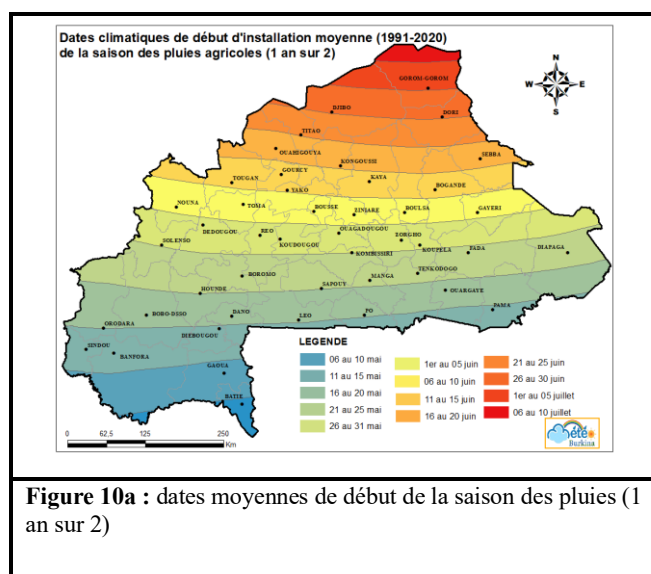 Dates climatiques de début d'installation moyenne (1991-2020)
de la saison des pluies agricoles (1 an sur 2)
N
W E
S
GOROM-GOROM
DJIBO
DORI
TITAO
OUAHIGOUYA
KONGOUSSI
SEBBA
GOURCY
TOUGAN
KAYA
YAKO
BOGANDE
NOUNA
TOMA
BOUSSE
ZINIARE
BOULSA
GAYERI
DEDOUGOU
REO
OUAGADOUGOU
SOLENSO
KOUDOUGOU
ZORGHO
KOUPELA
KOMBISSIRI
FADA
DIAPAGA
BOROMO
MANGA
TENKODOGO
HOUNDE
SAPOUY
OUARGAYE
BOBO-DSSO
DANO
LEO
PO
PAMA
ORODARA
DIEBOUGOU
SINDOU
BANFORA
GAOUA
BATIE
LEGENDE
06 au 10 mai
11 au 15 mai
16 au 20 mai
21 au 25 mai
26 au 31 mai
1er au 05 juin
06 au 10 juin
11 au 15 juin
16 au 20 juin
21 au 25 juin
26 au 30 juin
1er au 05 juillet
06 au 10 juillet
0 62,5 125 250
Km
météo
Burkina
Figure 10a : dates moyennes de début de la saison des pluies (1
an sur 2)